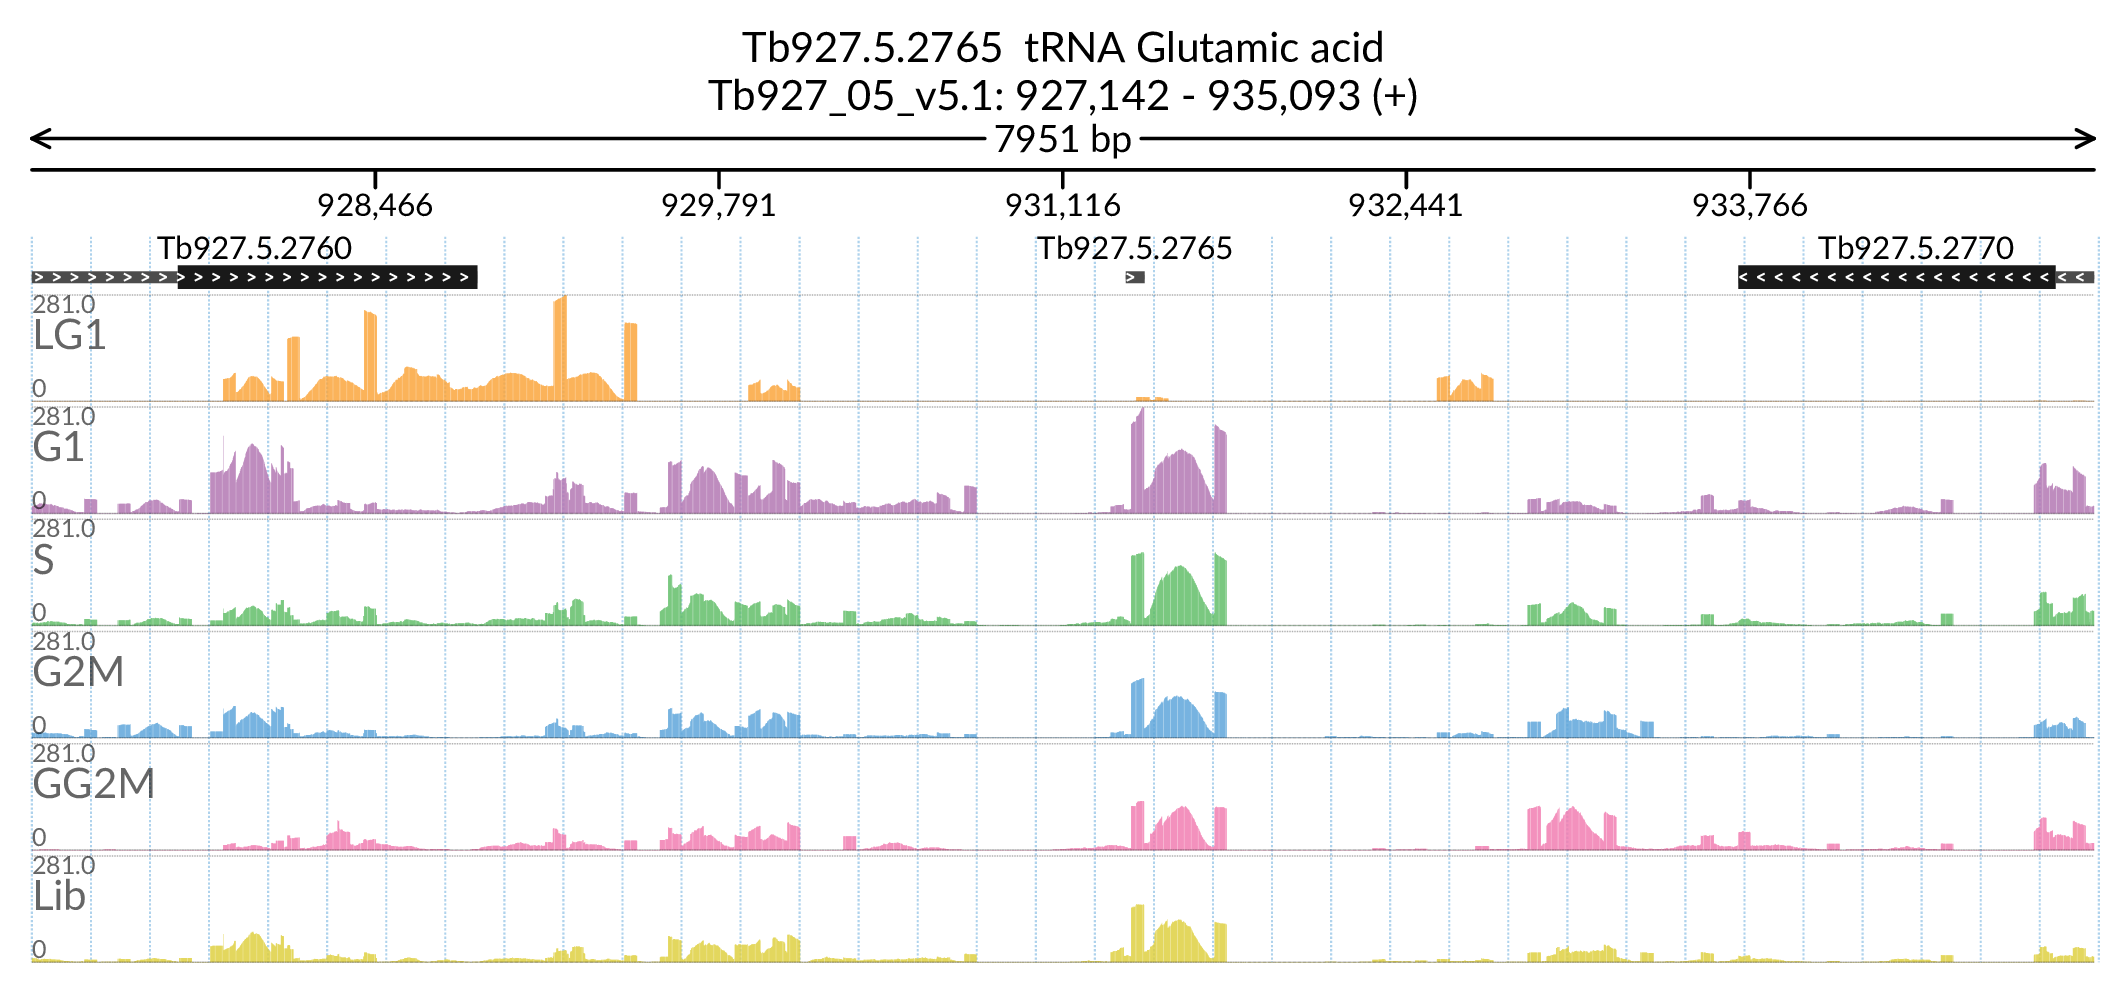 Tb927.5.2765  tRNA Glutamic acid
Tb927_05_v5.1: 927,142 - 935,093 (+)
7951 bp
928,466 929,791 931,116 932,441 933,766
Tb927.5.2760 Tb927.5.2765 Tb927.5.2770
281.0
LG1
0
281.0
G1
0
281.0
S
0
281.0
G2M
0
281.0
GG2M
0
281.0
Lib
0